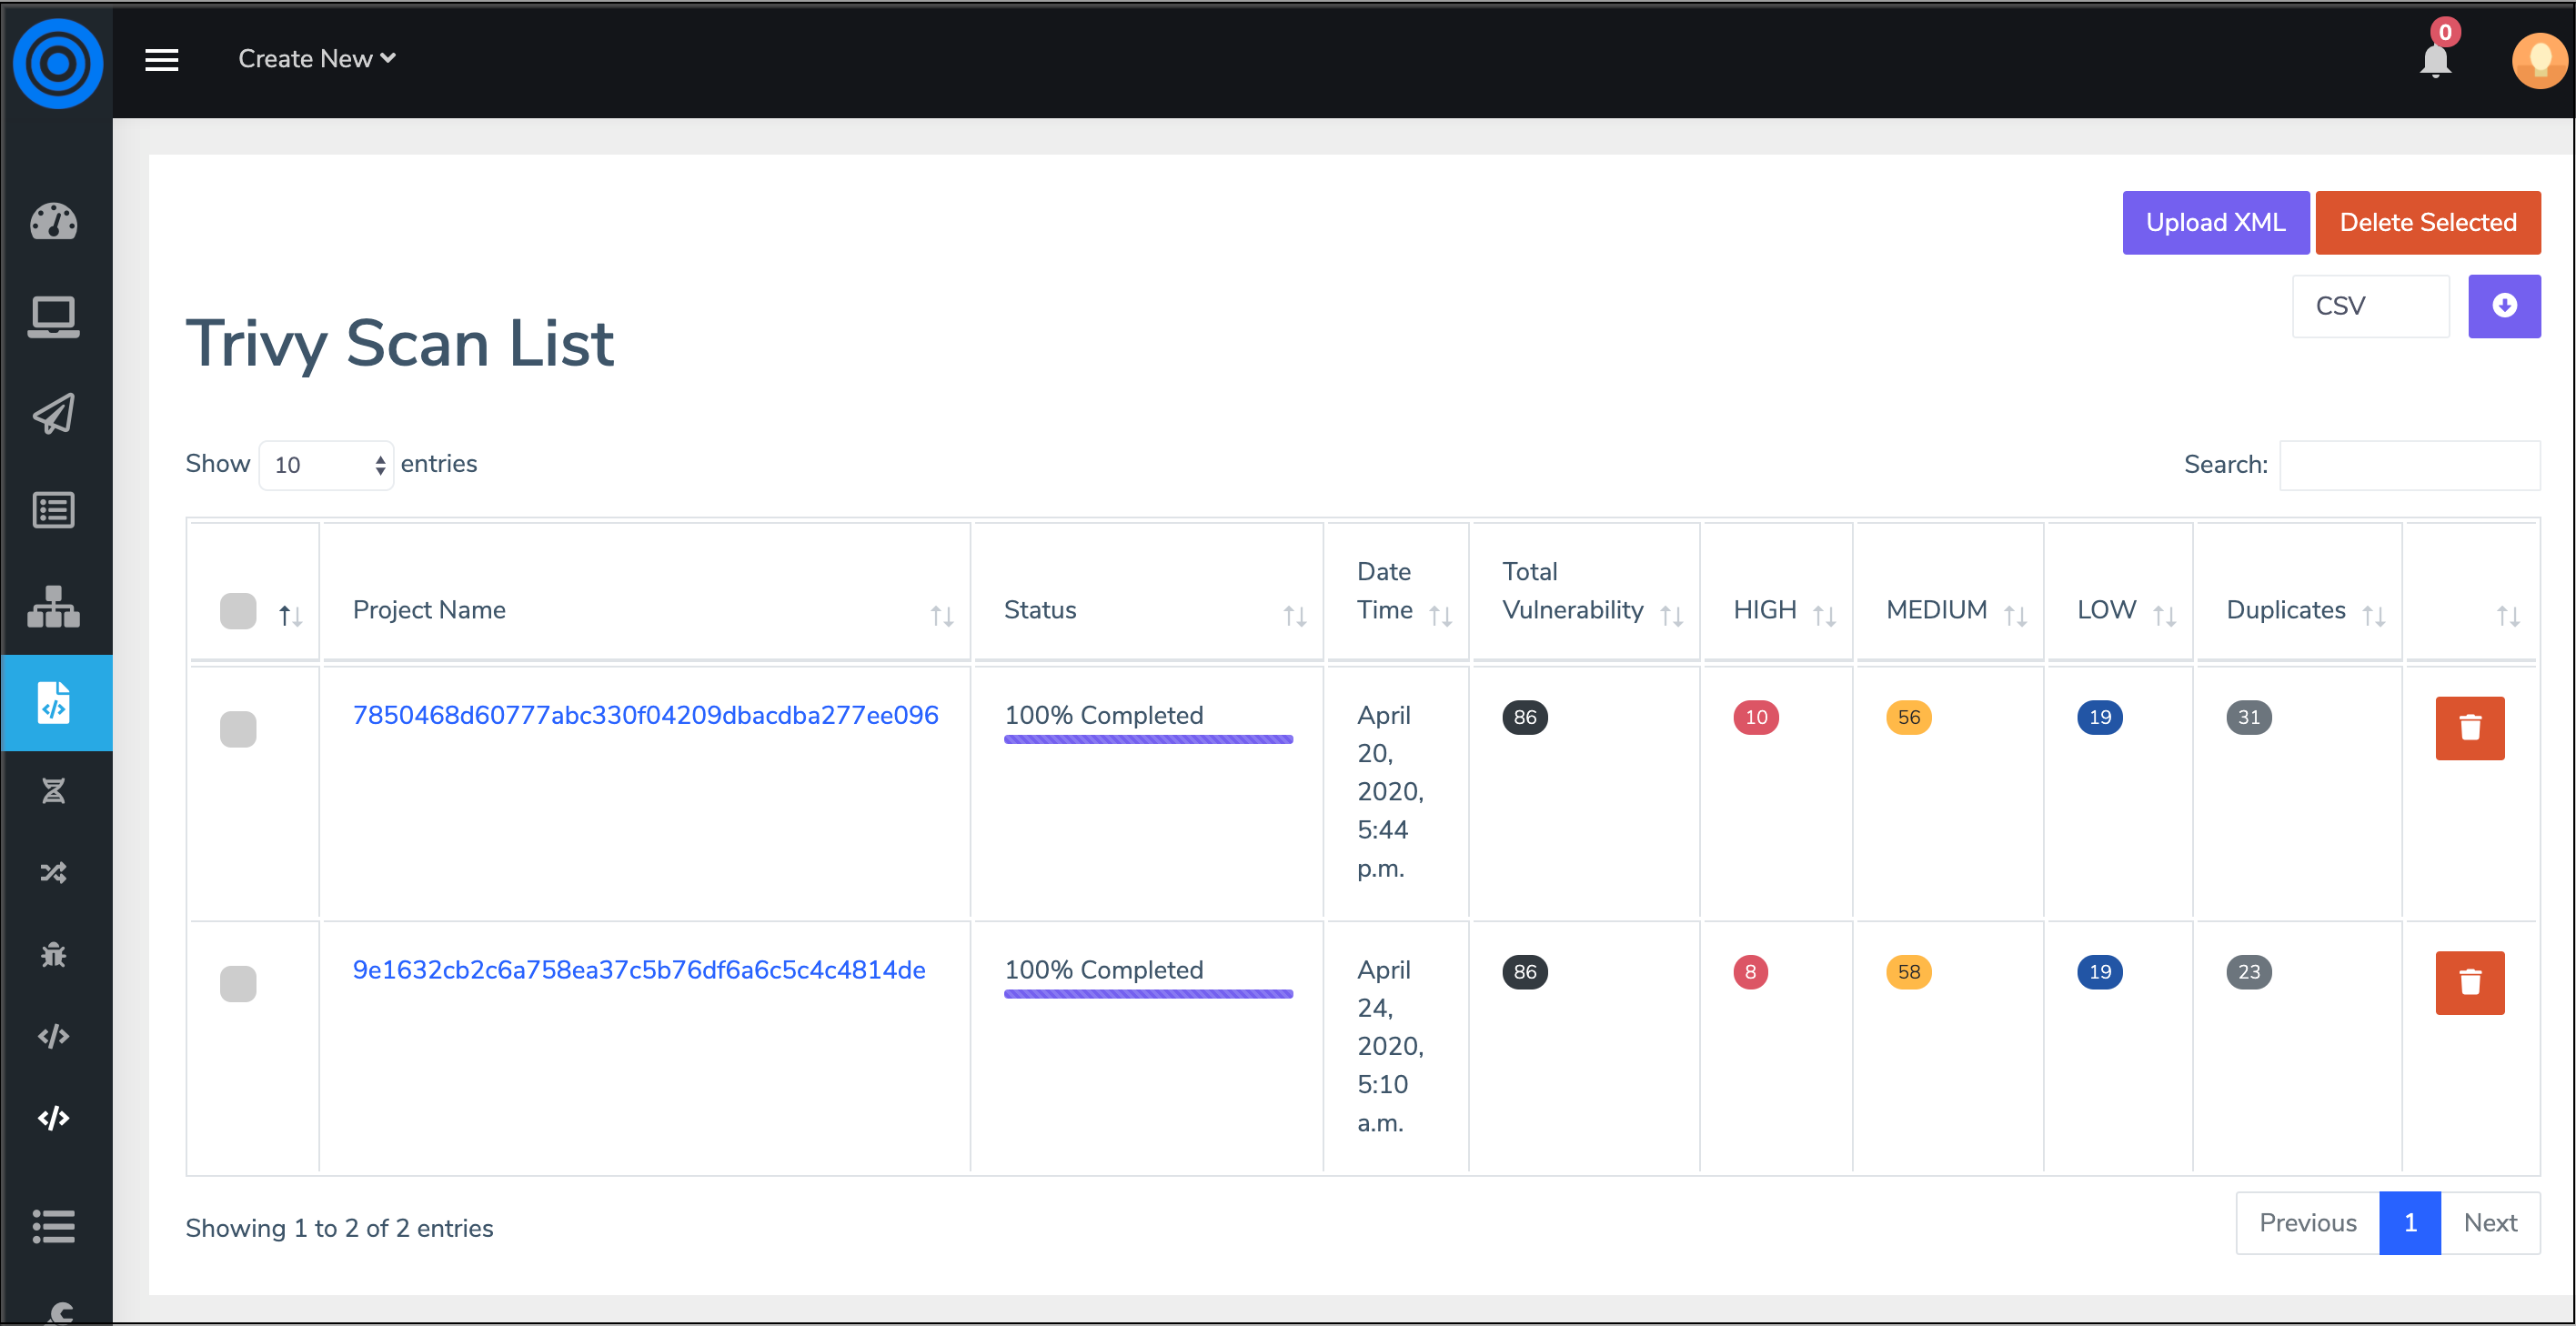 Create New
0
Upload XML
Delete Selected
CSV
Trivy Scan List
Show 10 entries
Search:
Project Name
Status
Date
Time
Total
Vulnerability
HIGH
MEDIUM
LOW
Duplicates
7850468d60777abc330f04209dbacdba277ee096
100% Completed
April
20,
2020,
5:44
p.m.
86
10
56
19
31
9e1632cb2c6a758ea37c5b76df6a6c5c4c4814de
100% Completed
April
24,
2020,
5:10
a.m.
86
8
58
19
23
Showing 1 to 2 of 2 entries
Previous
1
Next